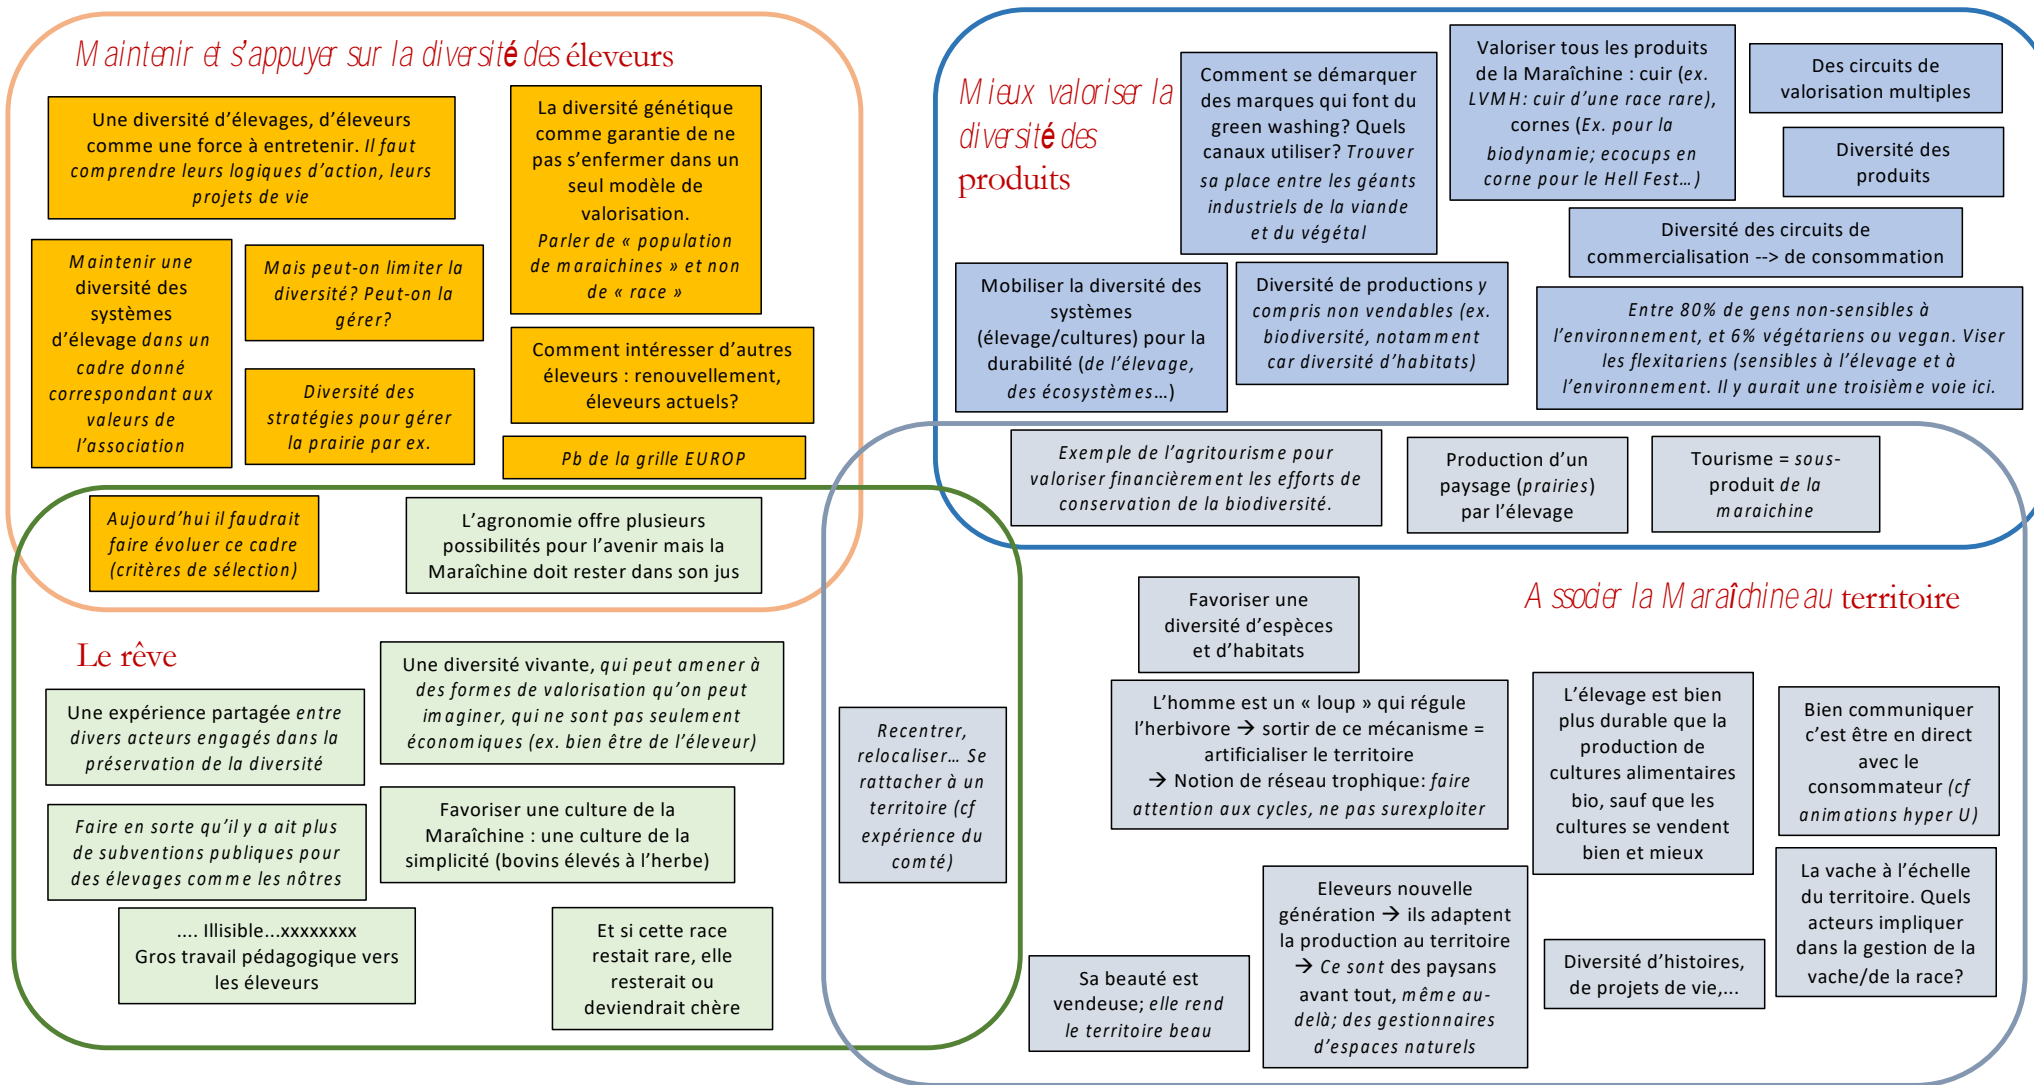 Maintenir et s'appuyer sur la diversité des éleveurs
Une diversité d'élevages, d'éleveurs
comme une force à entretenir. Il faut
comprendre leurs logiques d'action, leurs
projets de vie
La diversité génétique
comme garantie de ne
pas s'enfermer dans un
seul modèle de
valorisation.
Parler de « population
de maraichines » et non
de « race »
Maintenir une
diversité des
systèmes
d'élevage dans un
cadre donné
correspondant aux
valeurs de
l'association
Mais peut-on limiter la
diversité? Peut-on la
gérer?
Diversité des
stratégies pour gérer
la prairie par ex.
Comment intéresser d'autres
éleveurs : renouvellement,
éleveurs actuels?
Pb de la grille EUROP
Aujourd'hui il faudrait
faire évoluer ce cadre
(critères de sélection)
L'agronomie offre plusieurs
possibilités pour l'avenir mais la
Maraîchine doit rester dans son jus
Mieux valoriser la
diversité des
produits
Comment se démarquer
des marques qui font du
green washing? Quels
canaux utiliser? Trouver
sa place entre les géants
industriels de la viande
et du végétal
Valoriser tous les produits
de la Maraîchine : cuir (ex.
LVMH: cuir d'une race rare),
cornes (Ex. pour la
biodynamie; ecocups en
corne pour le Hell Fest…)
Des circuits de
valorisation multiples
Diversité des
produits
Diversité des circuits de
commercialisation --> de consommation
Mobiliser la diversité des
systèmes
(élevage/cultures) pour la
durabilité (de l'élevage,
des écosystèmes…)
Diversité de productions y
compris non vendables (ex.
biodiversité, notamment
car diversité d'habitats)
Entre 80% de gens non-sensibles à
l'environnement, et 6% végétariens ou vegan. Viser
les flexitariens (sensibles à l'élevage et à
l'environnement. Il y aurait une troisième voie ici.
Exemple de l'agritourisme pour
valoriser financièrement les efforts de
conservation de la biodiversité.
Production d'un
paysage (prairies)
par l'élevage
Tourisme = sous-
produit de la
maraichine
Le rêve
Une expérience partagée entre
divers acteurs engagés dans la
préservation de la diversité
Une diversité vivante, qui peut amener à
des formes de valorisation qu'on peut
imaginer, qui ne sont pas seulement
économiques (ex. bien être de l'éleveur)
Faire en sorte qu'il y a ait plus
de subventions publiques pour
des élevages comme les nôtres
Favoriser une culture de la
Maraîchine : une culture de la
simplicité (bovins élevés à l'herbe)
.... Illisible...xxxxxxxx
Gros travail pédagogique vers
les éleveurs
Et si cette race
restait rare, elle
resterait ou
deviendrait chère
Recentrer,
relocaliser… Se
rattacher à un
territoire (cf
expérience du
comté)
Associer la Maraîchine au territoire
Favoriser une
diversité d'espèces
et d'habitats
L'homme est un « loup » qui régule
l'herbivore → sortir de ce mécanisme =
artificialiser le territoire
→ Notion de réseau trophique: faire
attention aux cycles, ne pas surexploiter
L'élevage est bien
plus durable que la
production de
cultures alimentaires
bio, sauf que les
cultures se vendent
bien et mieux
Bien communiquer
c'est être en direct
avec le
consommateur (cf
animations hyper U)
Sa beauté est
vendeuse; elle rend
le territoire beau
Eleveurs nouvelle
génération → ils adaptent
la production au territoire
→ Ce sont des paysans
avant tout, même au-
delà; des gestionnaires
d'espaces naturels
Diversité d'histoires,
de projets de vie,...
La vache à l'échelle
du territoire. Quels
acteurs impliquer
dans la gestion de la
vache/de la race?